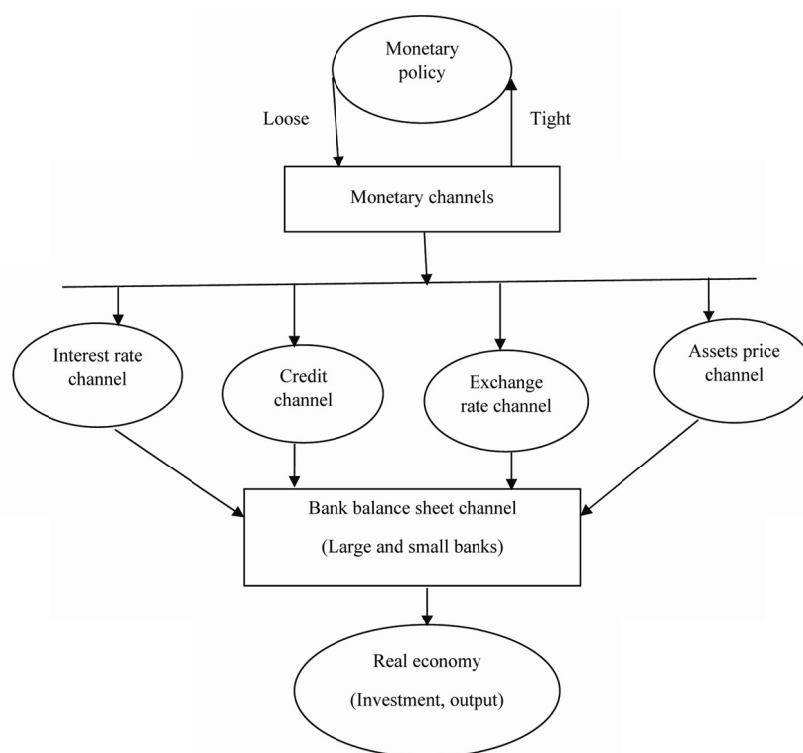 Monetary
policy
Loose
Tight
Monetary channels
Interest rate
channel
Credit
channel
Exchange
rate channel
Assets price
channel
Bank balance sheet channel
(Large and small banks)
Real economy
(Investment, output)